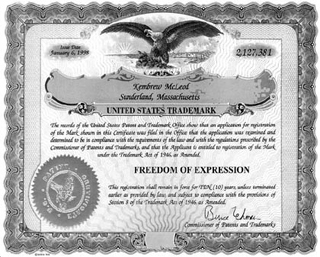 Issue Date
January 6, 1998
2,127,381
Kembrew McLeod
Sunderland, Massachusetts
UNITED STATES TRADEMARK
The records of the United States Patent and Trademark Office show that an application for registration
of the Mark shown in this Certificate was filed in the Office that the application was examined and
determined to be in compliance with the requirements of the law and with the regulations prescribed by the
Commissioner of Patents and Trademarks, and that the Applicant is entitled to registration of the Mark
under the Trademark Act of 1946, as Amended.
FREEDOM OF EXPRESSION
This registration shall remain in force for TEN (10) years, unless terminated
earlier as provided by law, and subject to compliance with the provisions of
Section 8 of the Trademark Act of 1946 as Amended.
Commissioner of Patents and Trademarks